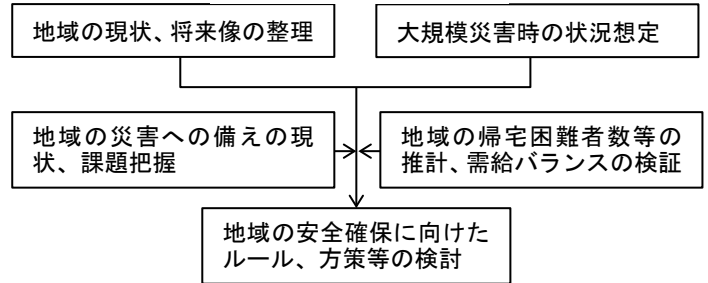 地域の現状、将来像の整理
大規模災害時の状況想定
地域の災害への備えの現
状、課題把握
地域の帰宅困難者数等の
推計、需給バランスの検証
地域の安全確保に向けた
ルール、方策等の検討